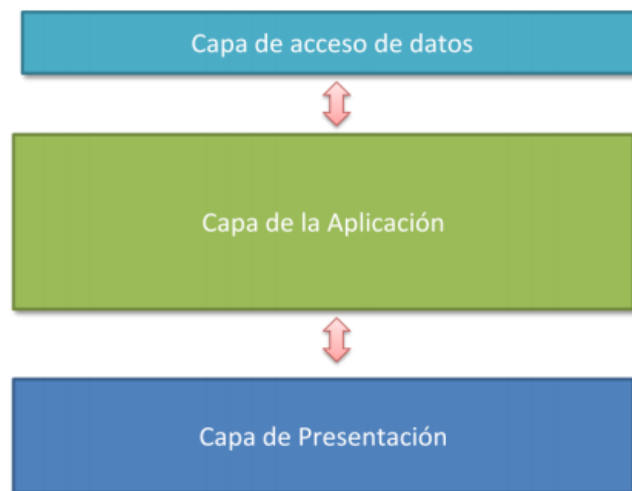 Capa de acceso de datos
Capa de la Aplicación
Capa de Presentación